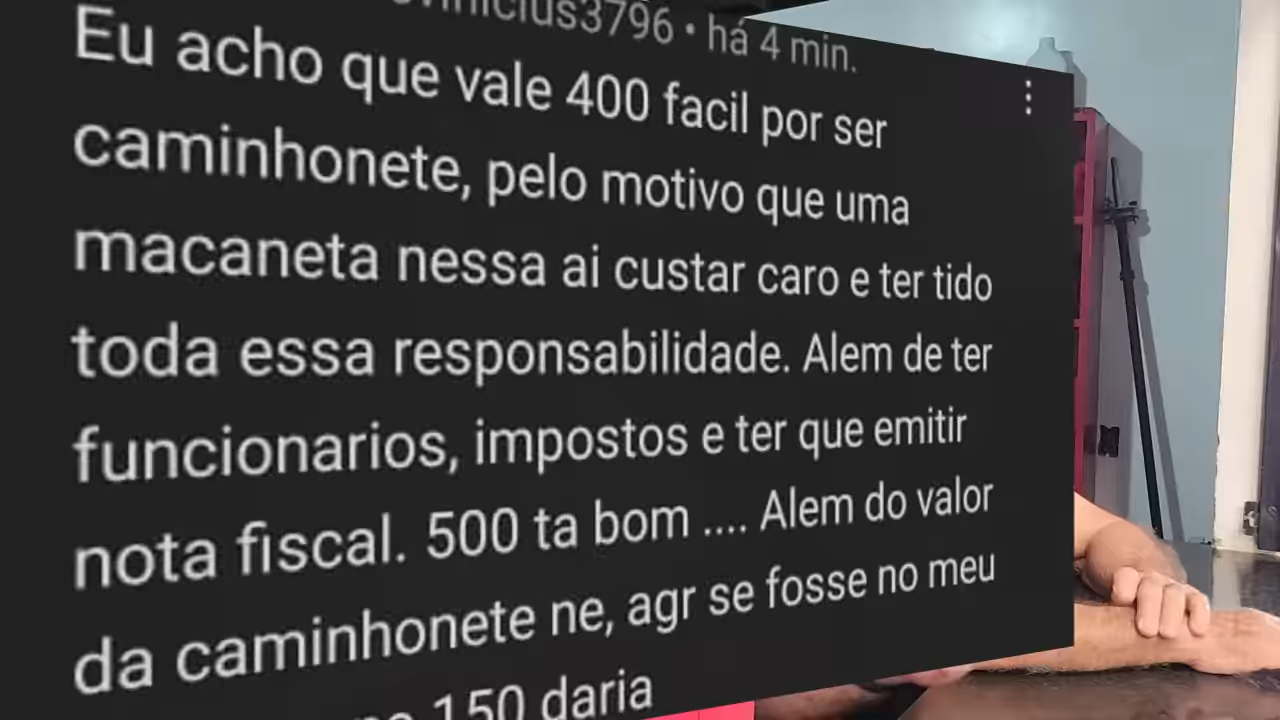 • há 4 min.
Eu acho que vale 400 facil por ser
caminhonete, pelo motivo que uma
macaneta nessa ai custar caro e ter tido
toda essa responsabilidade. Alem de ter
funcionarios, impostos e ter que emitir
nota fiscal. 500 ta bom .... Alem do valor
da caminhonete ne, agr se fosse no meu
150 daria